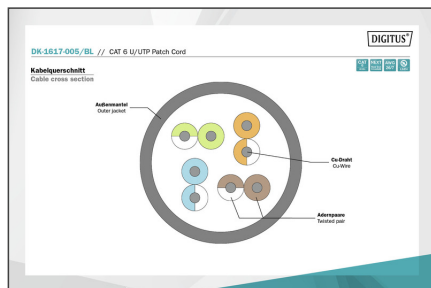 DIGITUS®
DK-1617-005/BL // CAT 6 U/UTP Patch Cord
Kabelquerschnitt
Cable cross section
Außenmantel
Outer jacket
Cu-Draht
Cu-Wire
Adernpaare
Twisted pair